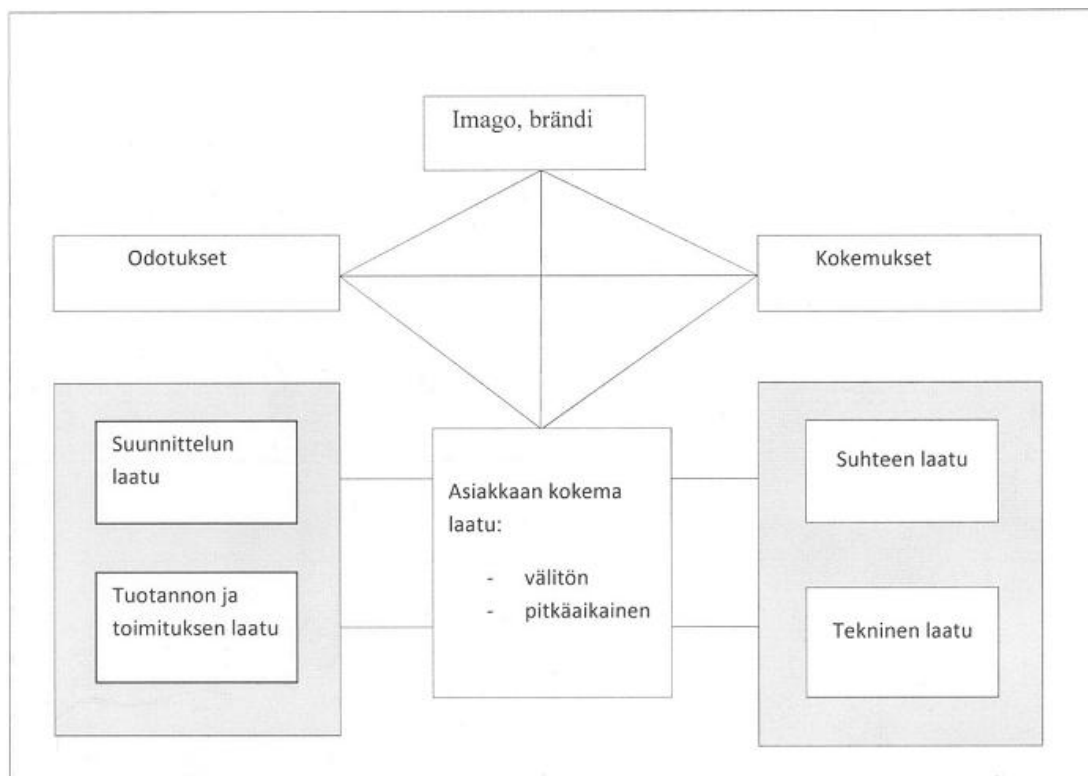 Imago, brändi
Odotukset
Kokemukset
Suunnittelun
laatu
Tuotannon ja
toimituksen laatu
Asiakkaan kokema
laatu:
- välitön
- pitkäaikainen
Suhteen laatu
Tekninen laatu